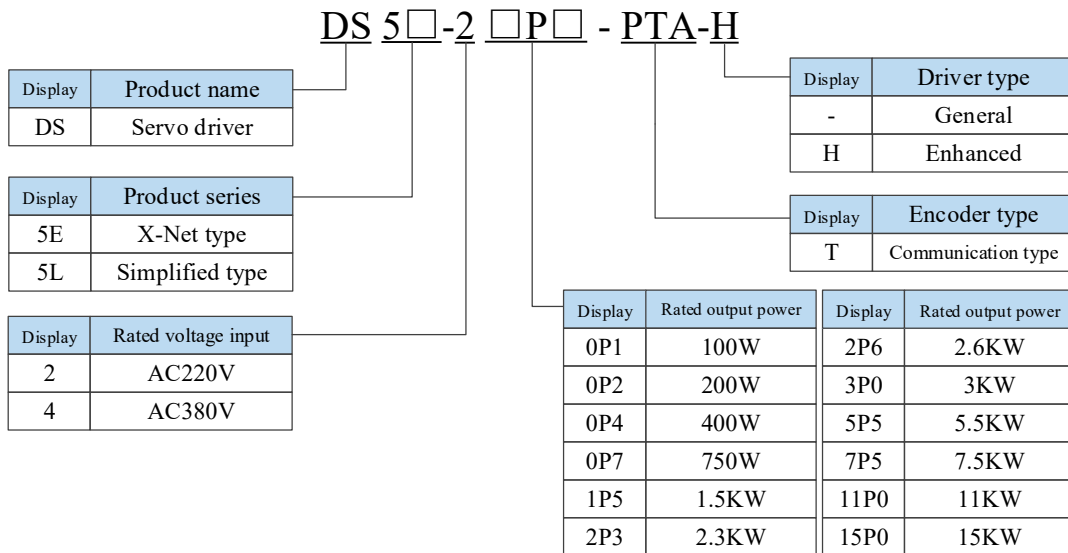 DS 5□-2 □P□ - PTA-H
Display Product name
DS Servo driver
Display Product series
5E X-Net type
5L Simplified type
Display Rated voltage input
2 AC220V
4 AC380V
Display Driver type
- General
H Enhanced
Display Encoder type
T Communication type
Display Rated output power Display Rated output power
0P1 100W 2P6 2.6KW
0P2 200W 3P0 3KW
0P4 400W 5P5 5.5KW
0P7 750W 7P5 7.5KW
1P5 1.5KW 11P0 11KW
2P3 2.3KW 15P0 15KW